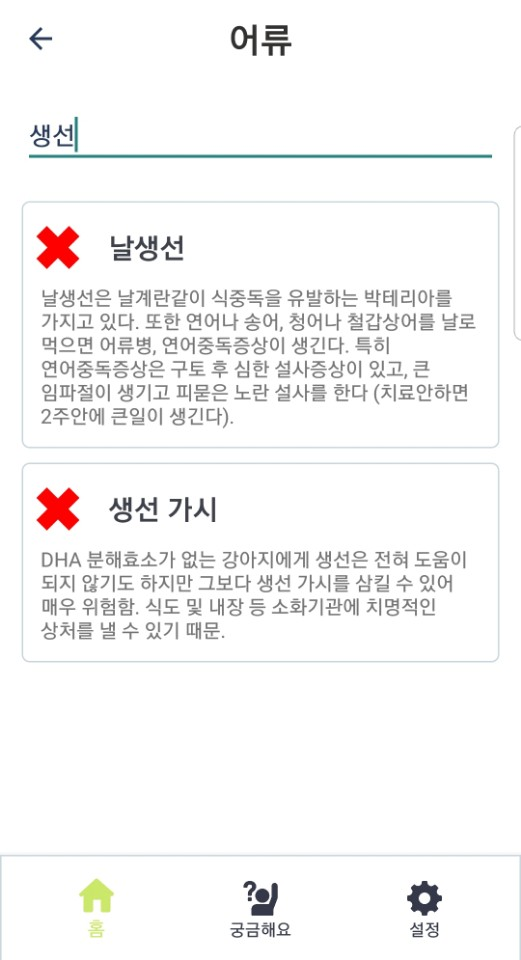 어류
생선
날생선
날생선은 날계란같이 식중독을 유발하는 박테리아를
가지고 있다. 또한 연어나 송어, 청어나 철갑상어를 날로
먹으면 어류병, 연어중독증상이 생긴다. 특히
연어중독증상은 구토 후 심한 설사증상이 있고, 큰
임파절이 생기고 피묻은 노란 설사를 한다 (치료안하면
2주안에 큰일이 생긴다).
생선 가시
DHA 분해효소가 없는 강아지에게 생선은 전혀 도움이
되지 않기도 하지만 그보다 생선 가시를 삼킬 수 있어
매우 위험함. 식도 및 내장 등 소화기관에 치명적인
상처를 낼 수 있기 때문.
홈
궁금해요
설정